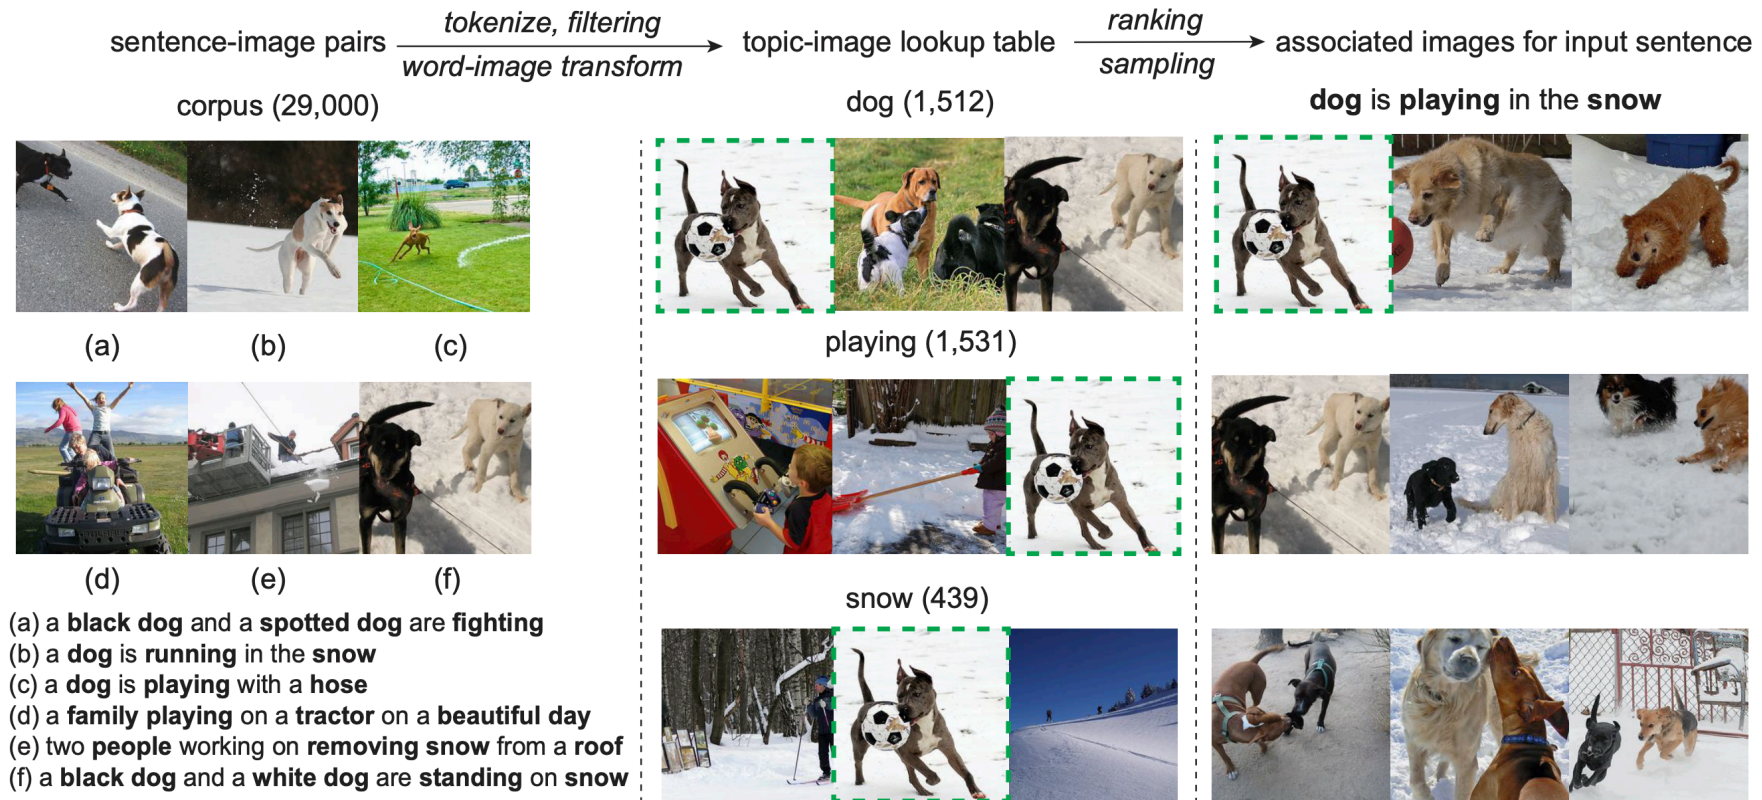 sentence-image pairs
tokenize, filtering
word-image transform
topic-image lookup table
ranking
sampling
associated images for input sentence
corpus (29,000)
dog (1,512)
dog is playing in the snow
(a)
(b)
(c)
playing (1,531)
(d)
(e)
(f)
snow (439)
(a) a black dog and a spotted dog are fighting
(b) a dog is running in the snow
(c) a dog is playing with a hose
(d) a family playing on a tractor on a beautiful day
(e) two people working on removing snow from a roof
(f) a black dog and a white dog are standing on snow